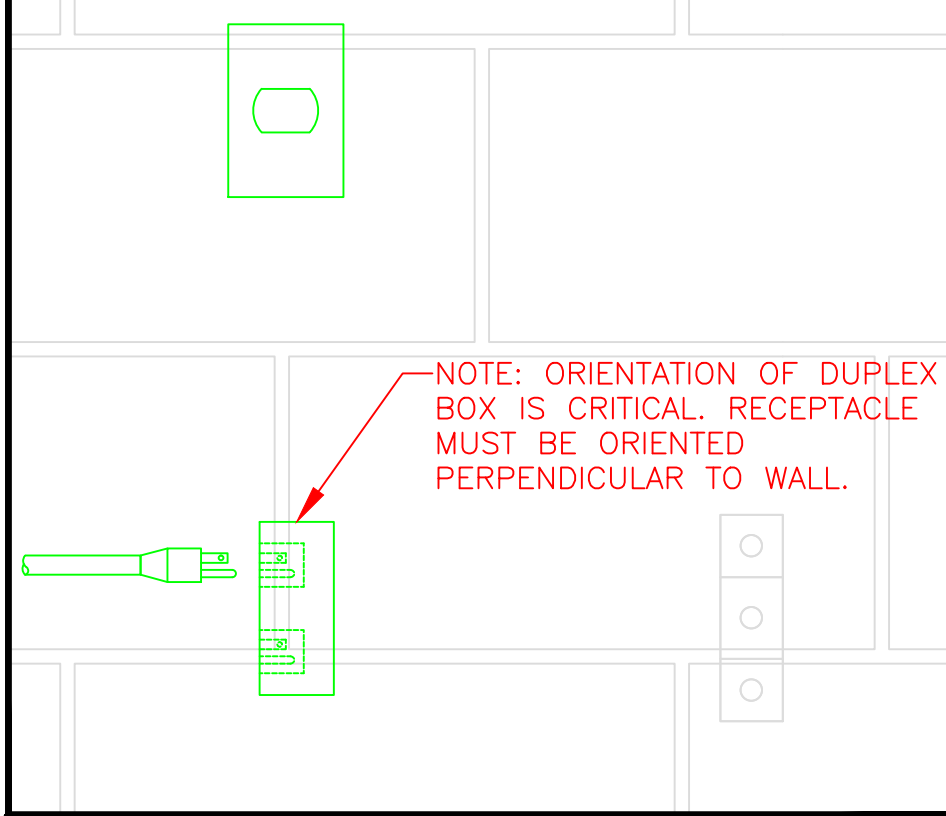 NOTE: ORIENTATION OF DUPLEX
BOX IS CRITICAL. RECEPTACLE
MUST BE ORIENTED
PERPENDICULAR TO WALL.